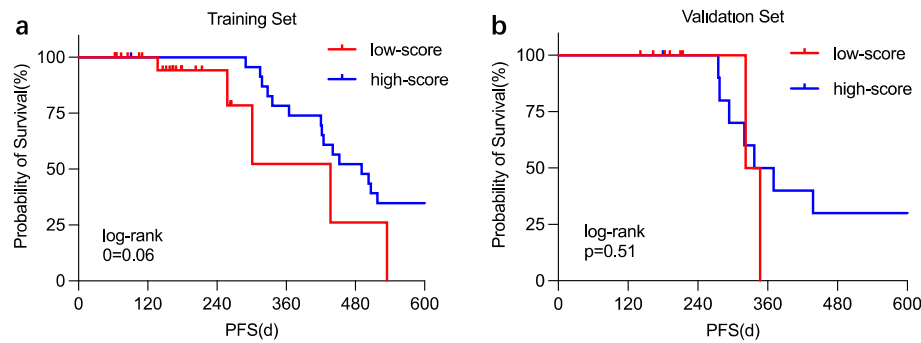 a
Training Set
low-score
high-score
Probability of Survival(%)
100
75
50
25
0
log-rank
0=0.06
0 120 240 360 480 600
PFS(d)
b
Validation Set
low-score
high-score
Probability of Survival(%)
100
75
50
25
0
log-rank
p=0.51
0 120 240 360 480 600
PFS(d)